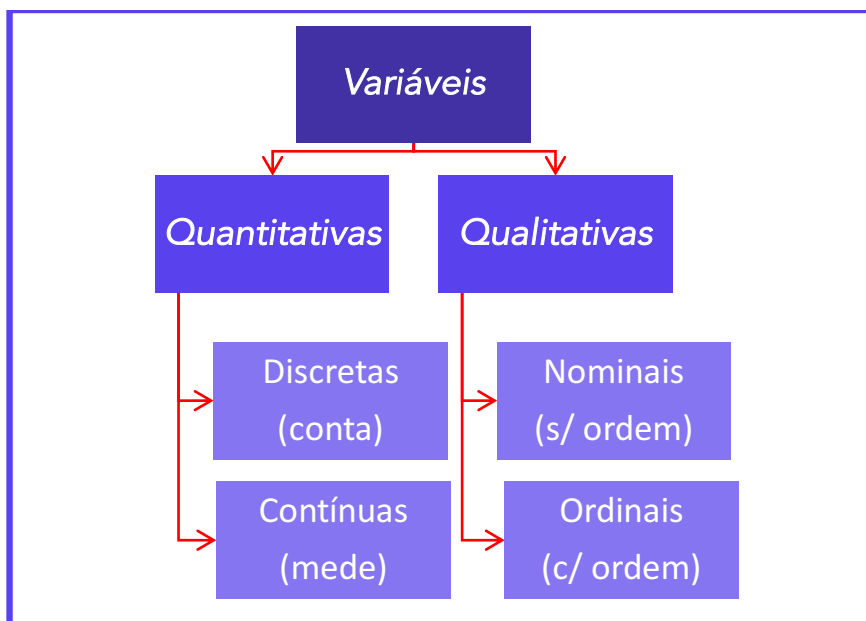 Variáveis
Quantitativas
Qualitativas
Discretas
(conta)
Nominais
(s/ ordem)
Contínuas
(mede)
Ordinais
(c/ ordem)